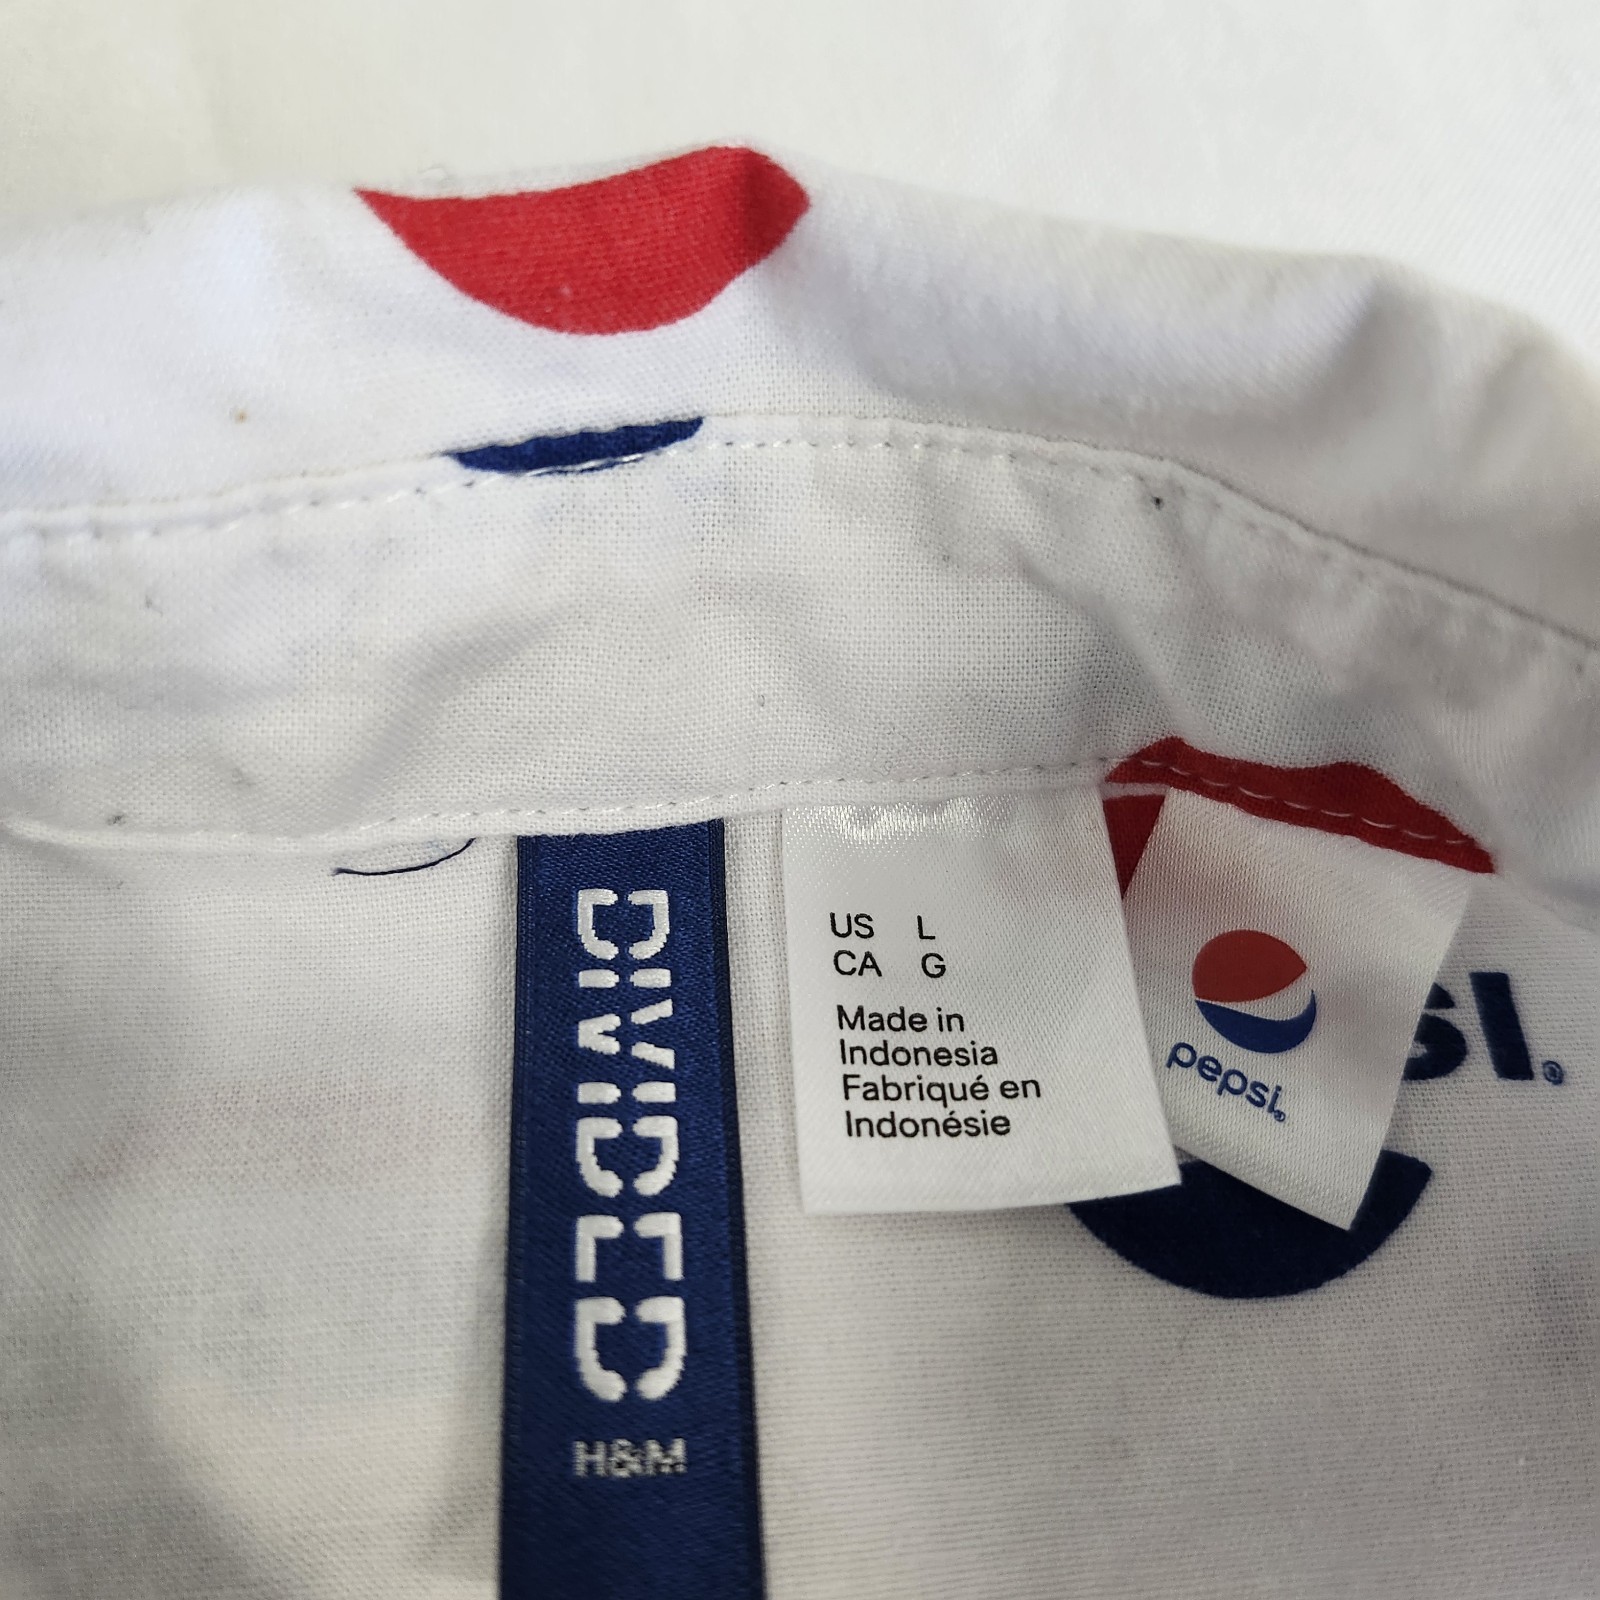 DIVIDED
H&M
US L
CA G
Made in
Indonesia
Fabriqué en
Indonésie
pepsi®
si®